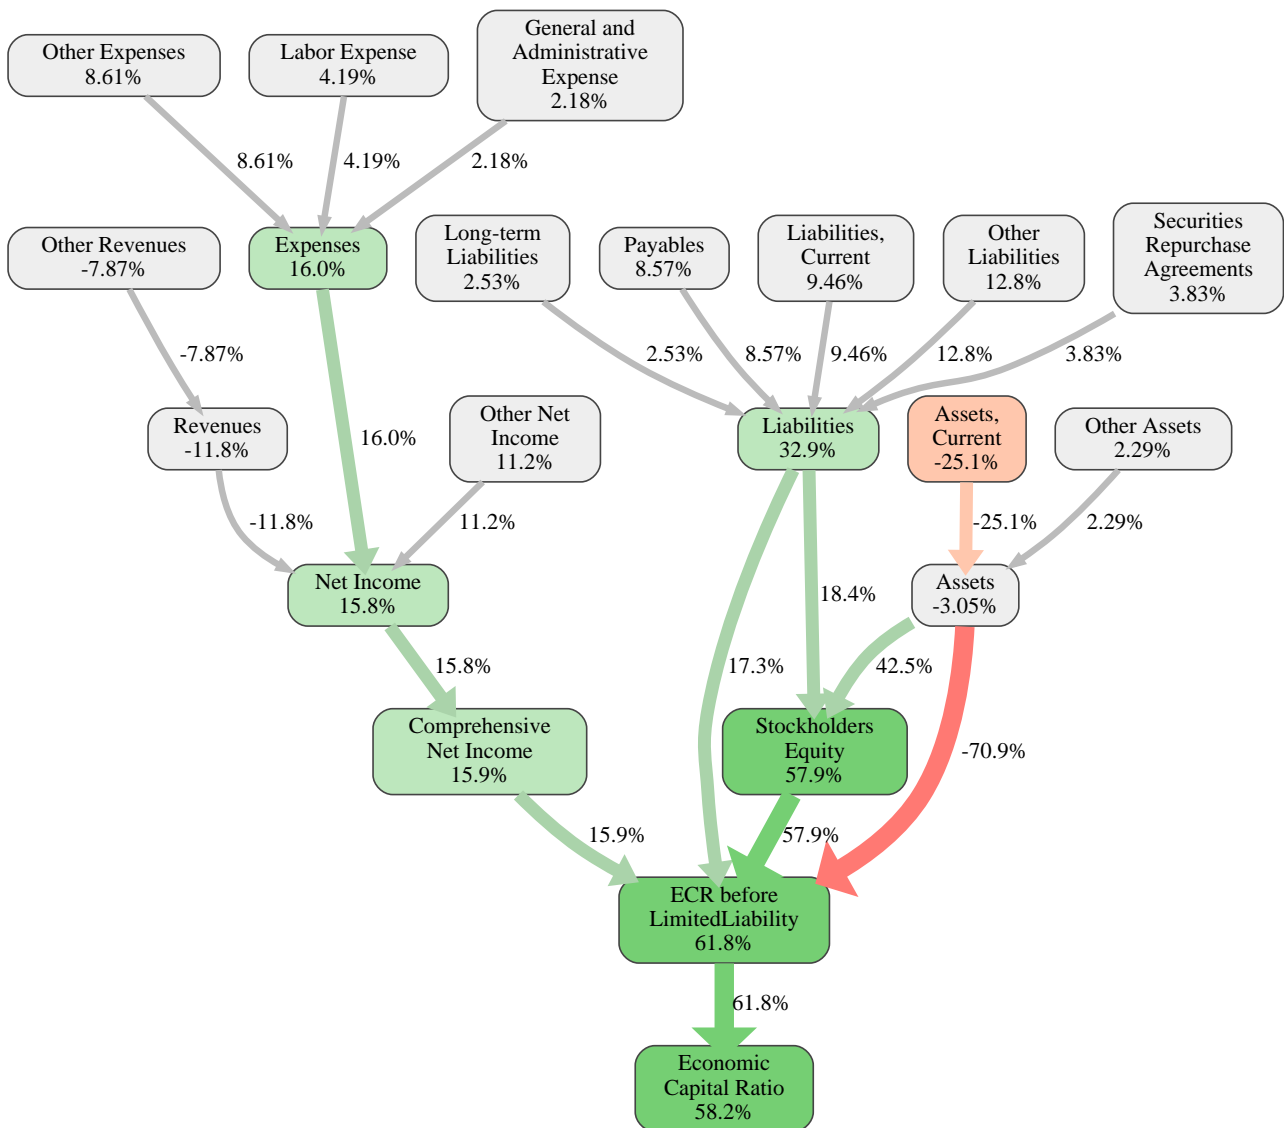 Other Expenses
8.61%
Labor Expense
4.19%
General and
Administrative
Expense
2.18%
8.61%
4.19%
2.18%
Other Revenues
-7.87%
Expenses
16.0%
Long-term
Liabilities
2.53%
Payables
8.57%
Liabilities,
Current
9.46%
Other
Liabilities
12.8%
Securities
Repurchase
Agreements
3.83%
-7.87%
2.53%
8.57%
9.46%
12.8%
3.83%
Revenues
-11.8%
16.0%
Other Net
Income
11.2%
Liabilities
32.9%
Assets,
Current
-25.1%
Other Assets
2.29%
-11.8%
11.2%
-25.1%
2.29%
Net Income
15.8%
18.4%
Assets
-3.05%
15.8%
17.3%
42.5%
Comprehensive
Net Income
15.9%
Stockholders
Equity
57.9%
-70.9%
15.9%
57.9%
ECR before
LimitedLiability
61.8%
61.8%
Economic
Capital Ratio
58.2%